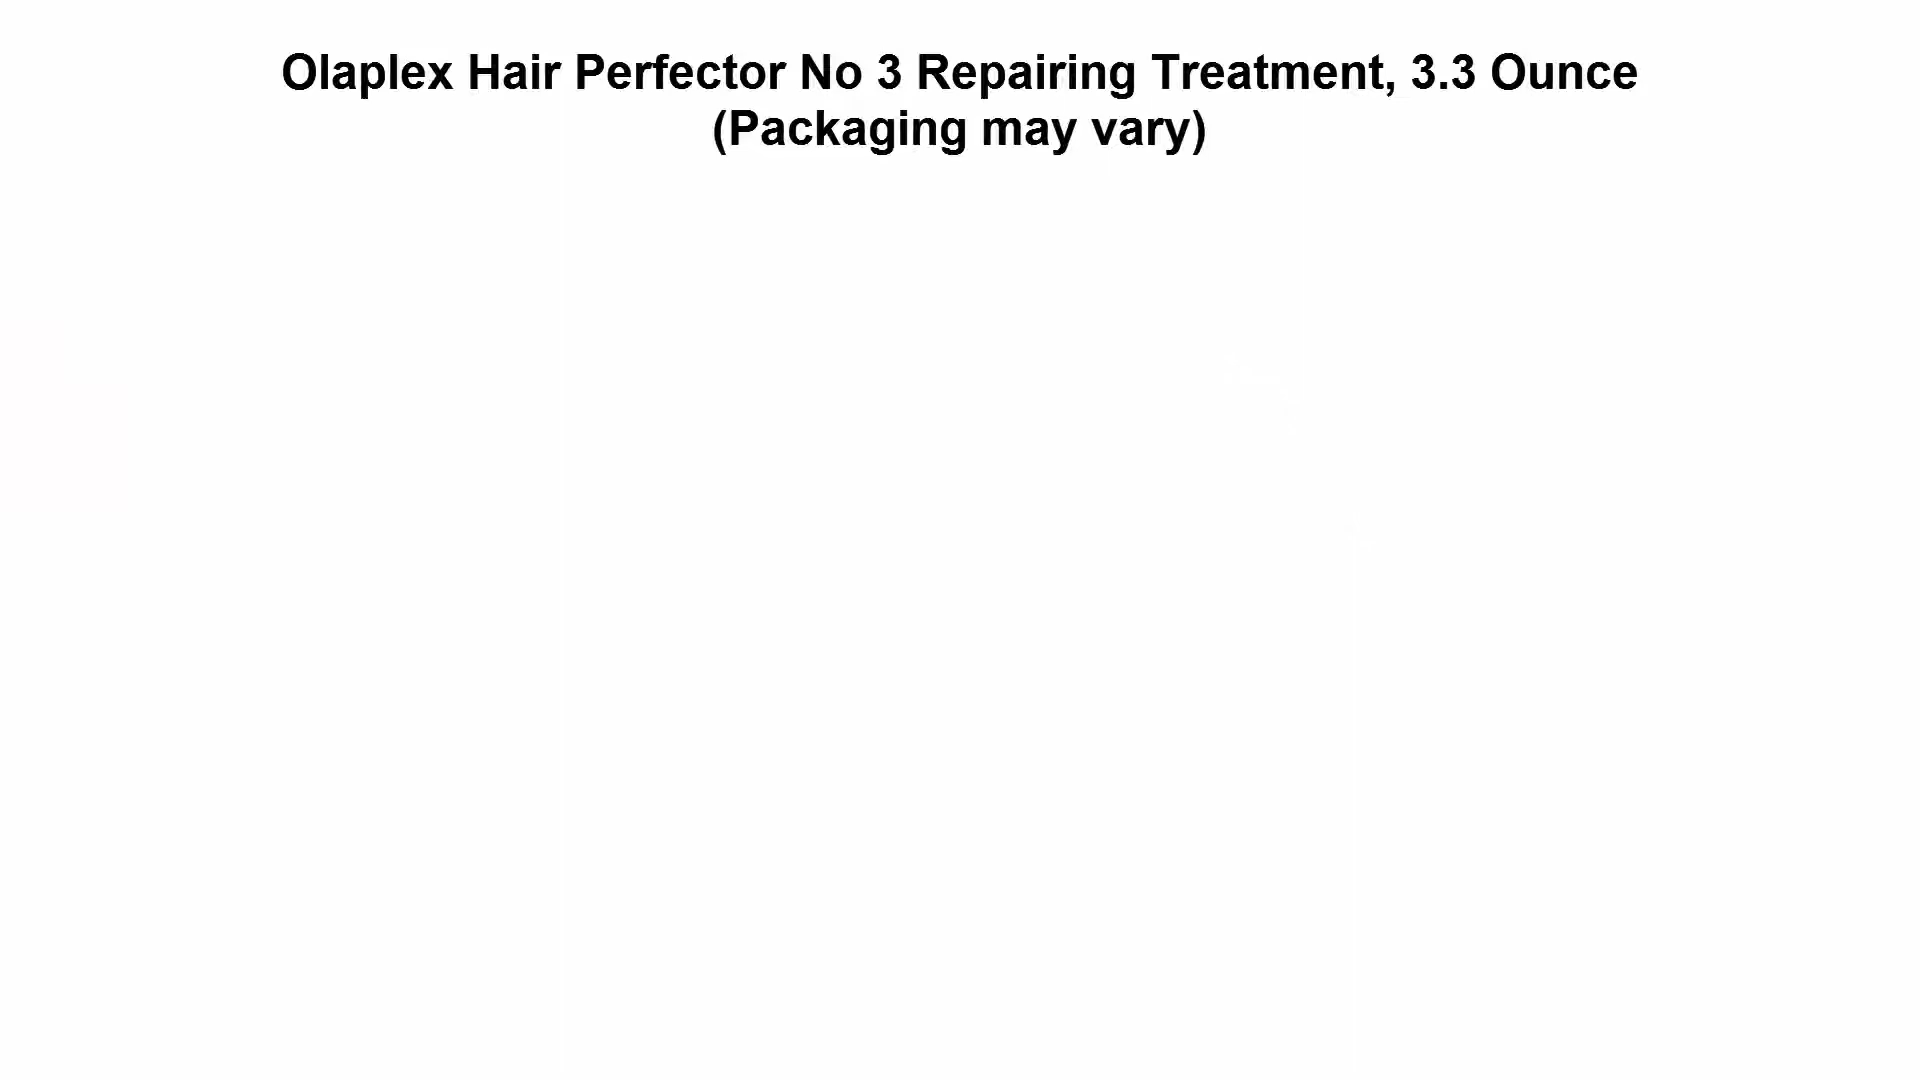 Olaplex Hair Perfector No 3 Repairing Treatment, 3.3 Ounce
(Packaging may vary)